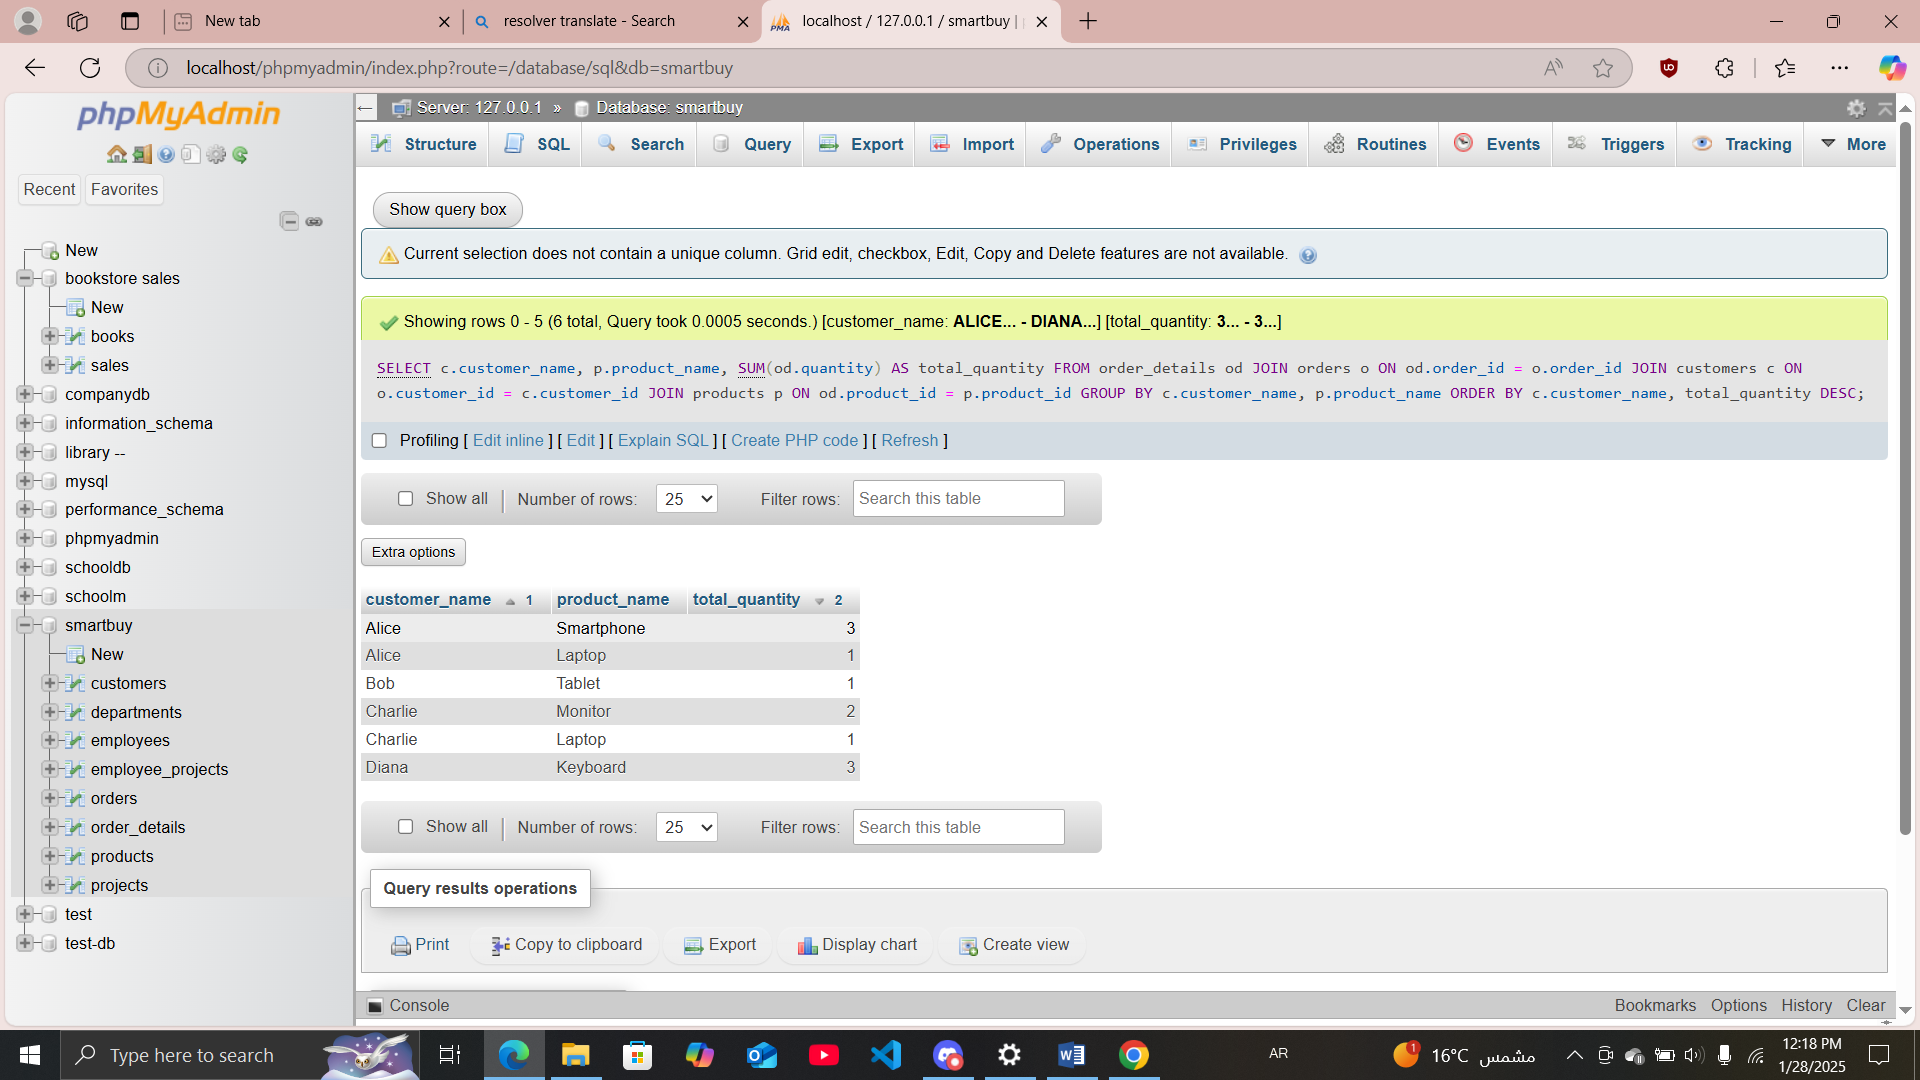 New tab
resolver translate - Search
localhost / 127.0.0.1 / smartbuy |
localhost/phpmyadmin/index.php?route=/database/sql&db=smartbuy
phpMyAdmin
Recent
Favorites
New
bookstore sales
New
books
sales
companydb
information_schema
library --
mysql
performance_schema
phpmyadmin
schooldb
schoolm
smartbuy
New
customers
departments
employees
employee_projects
orders
order_details
products
projects
test
test-db
Server: 127.0.0.1 » Database: smartbuy
Structure SQL Search Query Export Import Operations Privileges Routines Events Triggers Tracking More
Show query box
Current selection does not contain a unique column. Grid edit, checkbox, Edit, Copy and Delete features are not available.
Showing rows 0 - 5 (6 total, Query took 0.0005 seconds.) [customer_name: ALICE... - DIANA...] [total_quantity: 3... - 3...]
SELECT c.customer_name, p.product_name, SUM(od.quantity) AS total_quantity FROM order_details od JOIN orders o ON od.order_id = o.order_id JOIN customers c ON
o.customer_id = c.customer_id JOIN products p ON od.product_id = p.product_id GROUP BY c.customer_name, p.product_name ORDER BY c.customer_name, total_quantity DESC;
Profiling [ Edit inline ] [ Edit ] [ Explain SQL ] [ Create PHP code ] [ Refresh ]
Show all Number of rows: 25 Filter rows: Search this table
Extra options
customer_name 1 product_name total_quantity 2
Alice Smartphone 3
Alice Laptop 1
Bob Tablet 1
Charlie Monitor 2
Charlie Laptop 1
Diana Keyboard 3
Show all Number of rows: 25 Filter rows: Search this table
Query results operations
Print Copy to clipboard Export Display chart Create view
Console
Bookmarks Options History Clear
Type here to search
AR
1
16°C مشمس
12:18 PM
1/28/2025